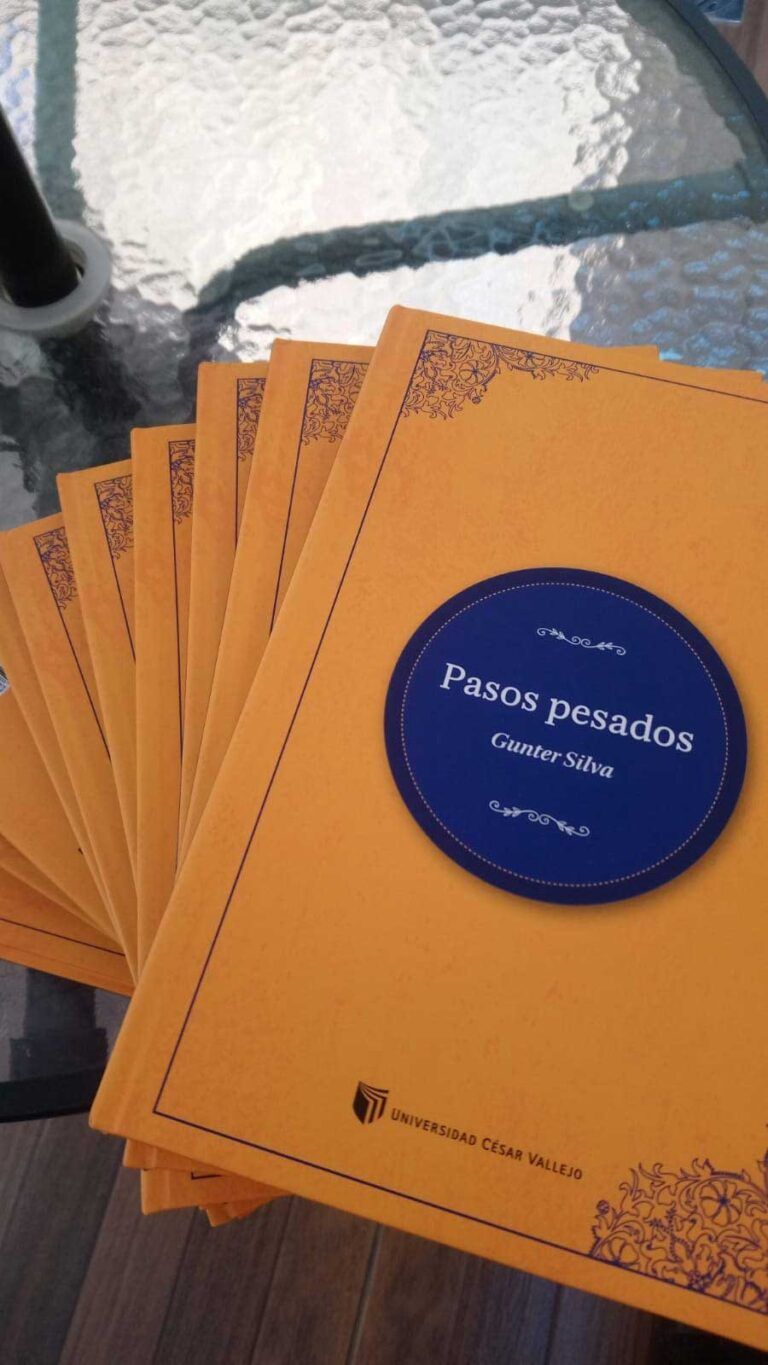 Pasos pesados
Gunter Silva
UNIVERSIDAD CÉSAR VALLEJO